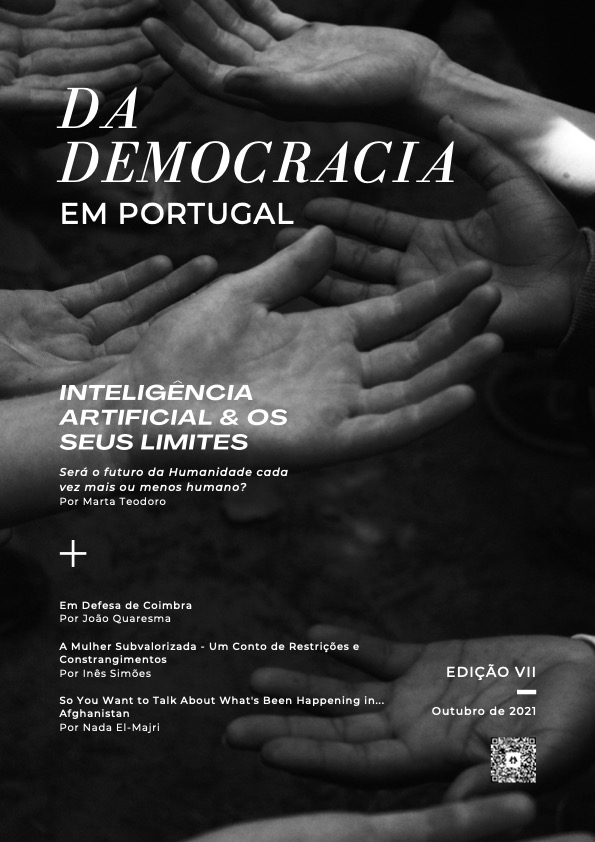 DA
DEMOCRACIA
EM PORTUGAL
INTELIGÊNCIA
ARTIFICIAL & OS
SEUS LIMITES
Será o futuro da Humanidade cada
vez mais ou menos humano?
Por Marta Teodoro
+
Em Defesa de Coimbra
Por João Quaresma
A Mulher Subvalorizada - Um Conto de Restrições e
Constrangimentos
Por Inês Simões
So You Want to Talk About What's Been Happening in...
Afghanistan
Por Nada El-Majri
EDIÇÃO VII
Outubro de 2021